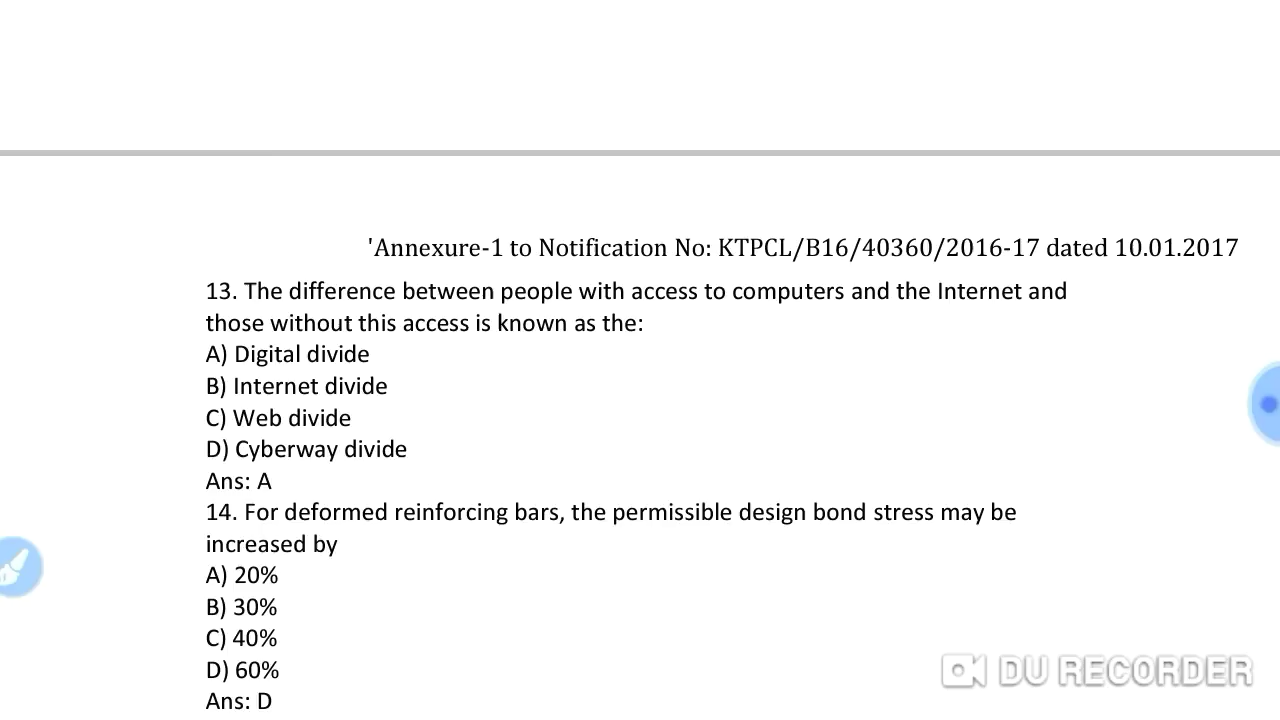 'Annexure-1 to Notification No: KTPCL/B16/40360/2016-17 dated 10.01.2017
13. The difference between people with access to computers and the Internet and
those without this access is known as the:
A) Digital divide
B) Internet divide
C) Web divide
D) Cyberway divide
Ans: A
14. For deformed reinforcing bars, the permissible design bond stress may be
increased by
A) 20%
B) 30%
C) 40%
D) 60%
Ans: D
DU RECORDER